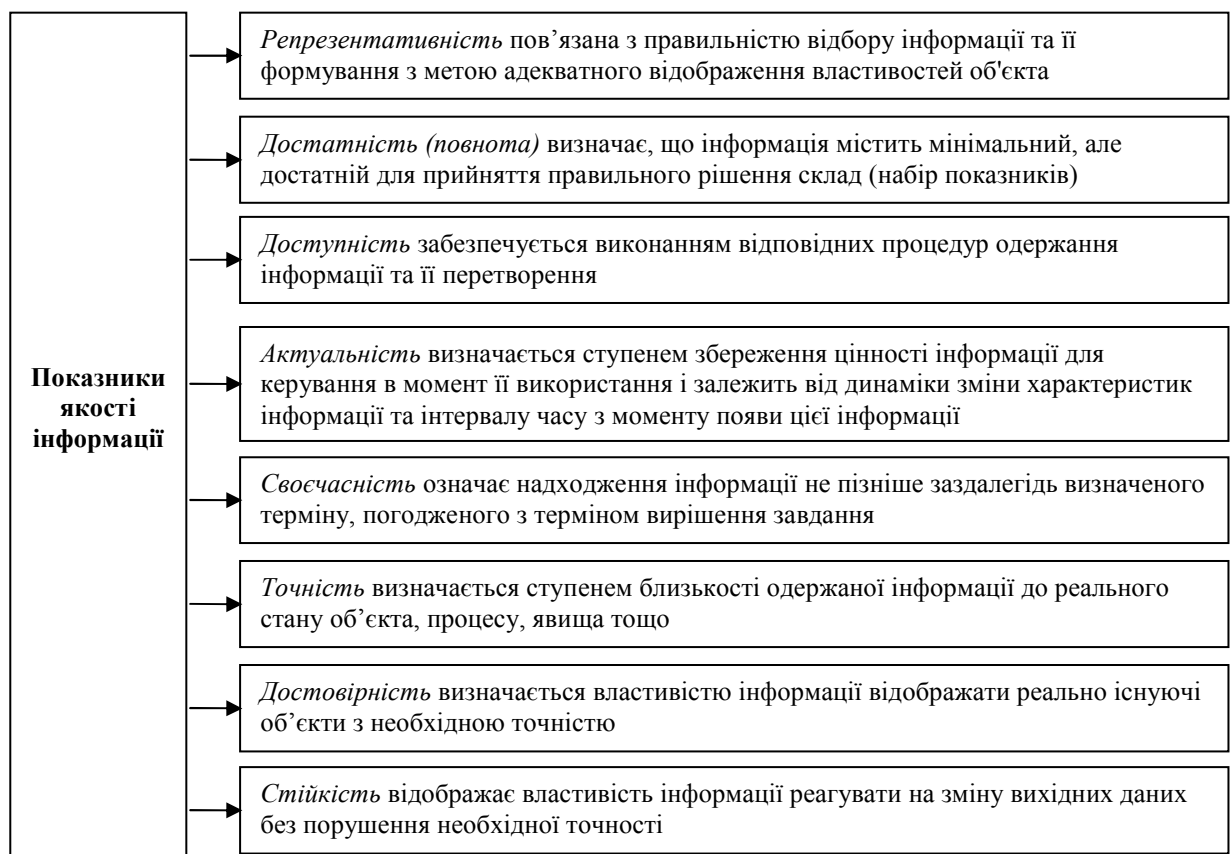 Репрезентативність пов’язана з правильністю відбору інформації та її
формування з метою адекватного відображення властивостей об'єкта
Достатність (повнота) визначає, що інформація містить мінімальний, але
достатній для прийняття правильного рішення склад (набір показників)
Доступність забезпечується виконанням відповідних процедур одержання
інформації та її перетворення
Показники
якості
інформації
Актуальність визначається ступенем збереження цінності інформації для
керування в момент її використання і залежить від динаміки зміни характеристик
інформації та інтервалу часу з моменту появи цієї інформації
Своєчасність означає надходження інформації не пізніше заздалегідь визначеного
терміну, погодженого з терміном вирішення завдання
Точність визначається ступенем близькості одержаної інформації до реального
стану об’єкта, процесу, явища тощо
Достовірність визначається властивістю інформації відображати реально існуючі
об’єкти з необхідною точністю
Стійкість відображає властивість інформації реагувати на зміну вихідних даних
без порушення необхідної точності